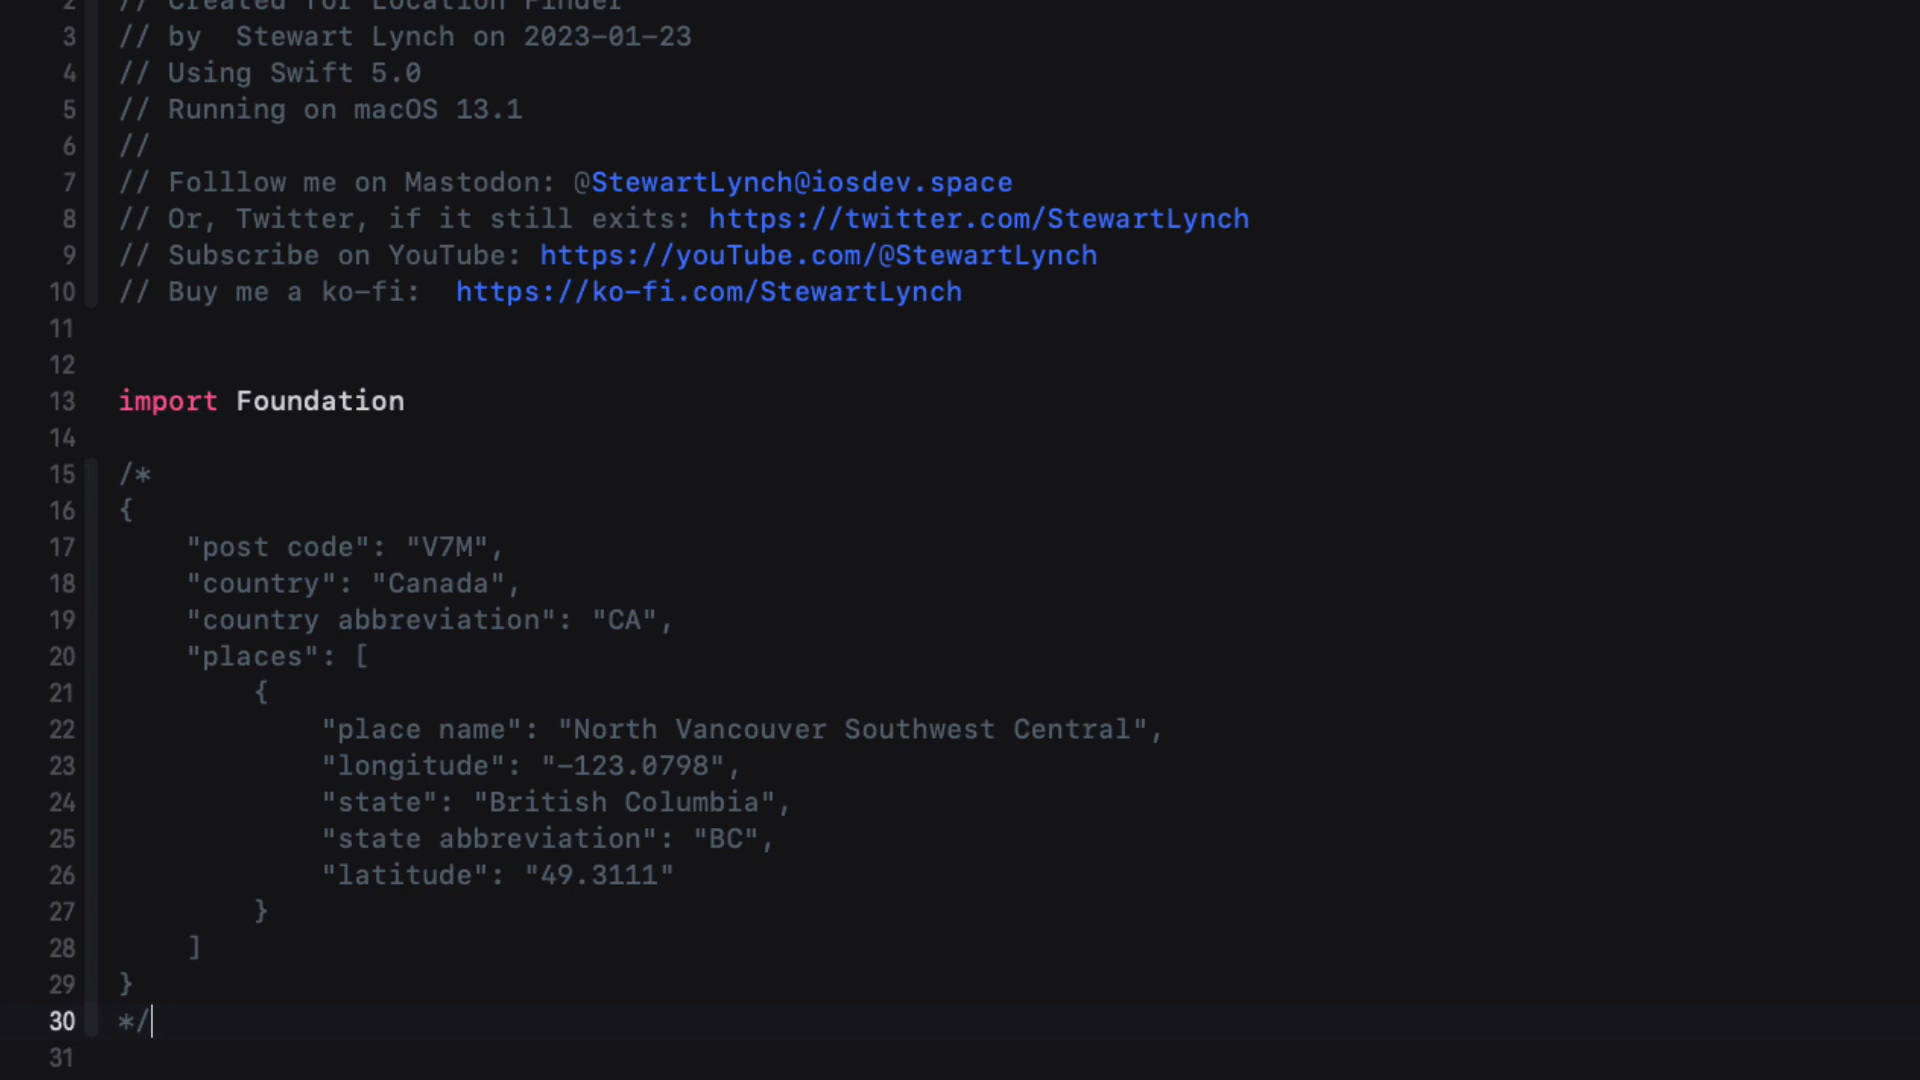 2 // Created for Location Finder
3 // by  Stewart Lynch on 2023-01-23
4 // Using Swift 5.0
5 // Running on macOS 13.1
6 //
7 // Folllow me on Mastodon: @StewartLynch@iosdev.space
8 // Or, Twitter, if it still exits: https://twitter.com/StewartLynch
9 // Subscribe on YouTube: https://youTube.com/@StewartLynch
10 // Buy me a ko-fi:  https://ko-fi.com/StewartLynch
11
12
13 import Foundation
14
15 /*
16 {
17     "post code": "V7M",
18     "country": "Canada",
19     "country abbreviation": "CA",
20     "places": [
21         {
22             "place name": "North Vancouver Southwest Central",
23             "longitude": "-123.0798",
24             "state": "British Columbia",
25             "state abbreviation": "BC",
26             "latitude": "49.3111"
27         }
28     ]
29 }
30 */
31